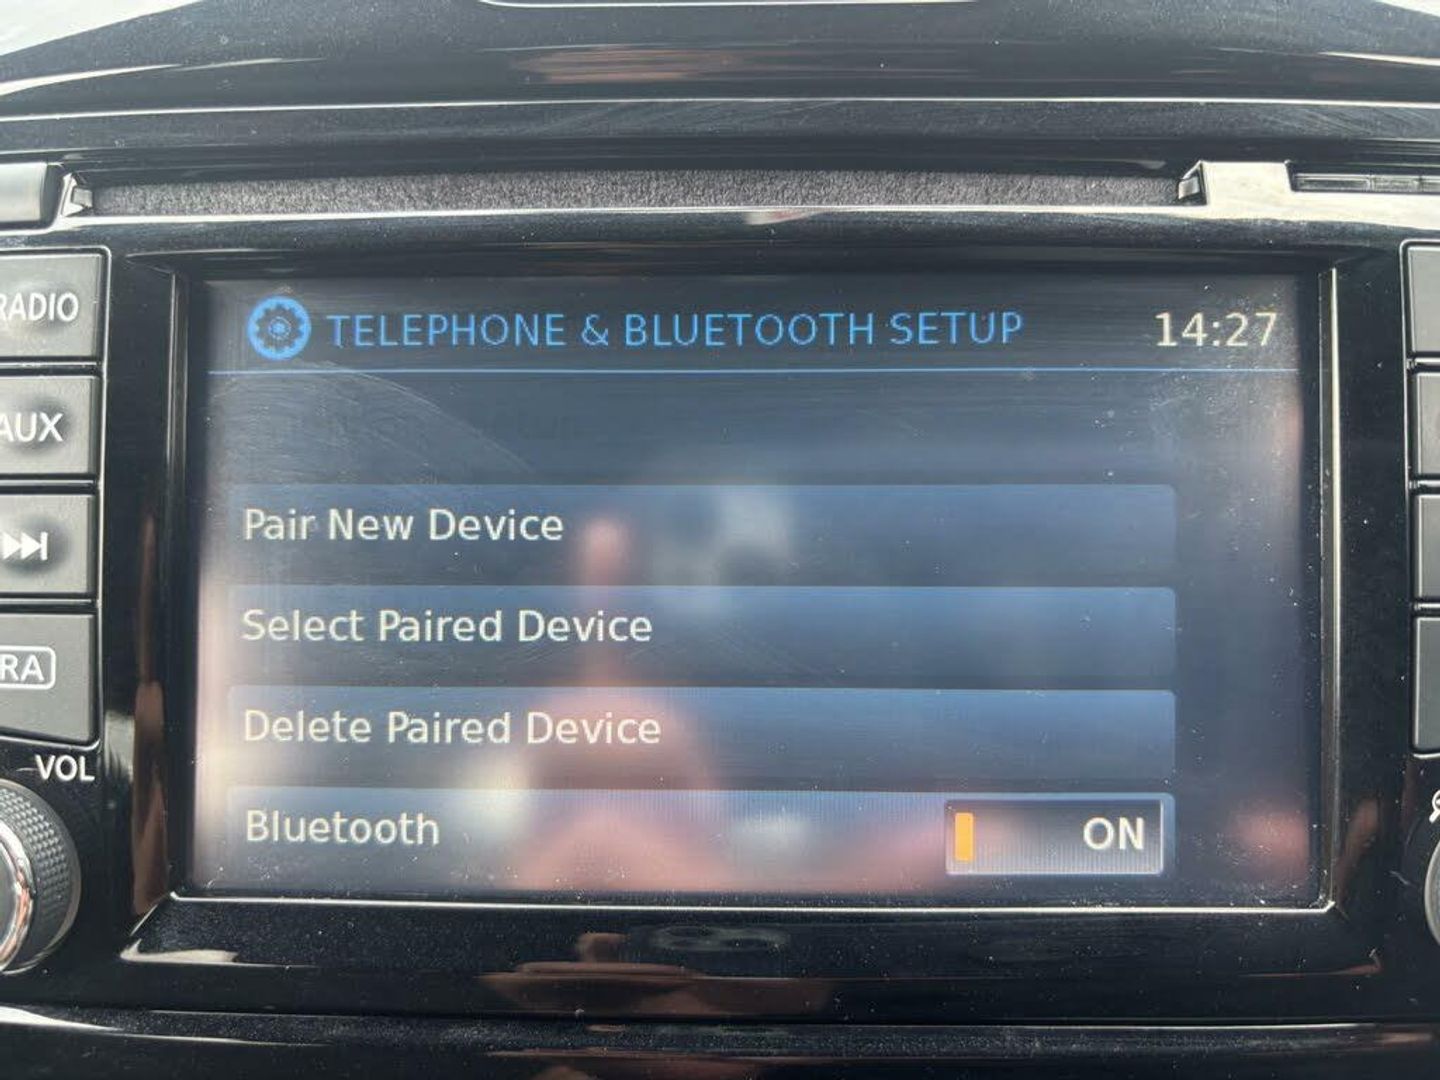 TELEPHONE & BLUETOOTH SETUP 14:27
RADIO
AUX
Pair New Device
Select Paired Device
RA
Delete Paired Device
VOL
Bluetooth ON